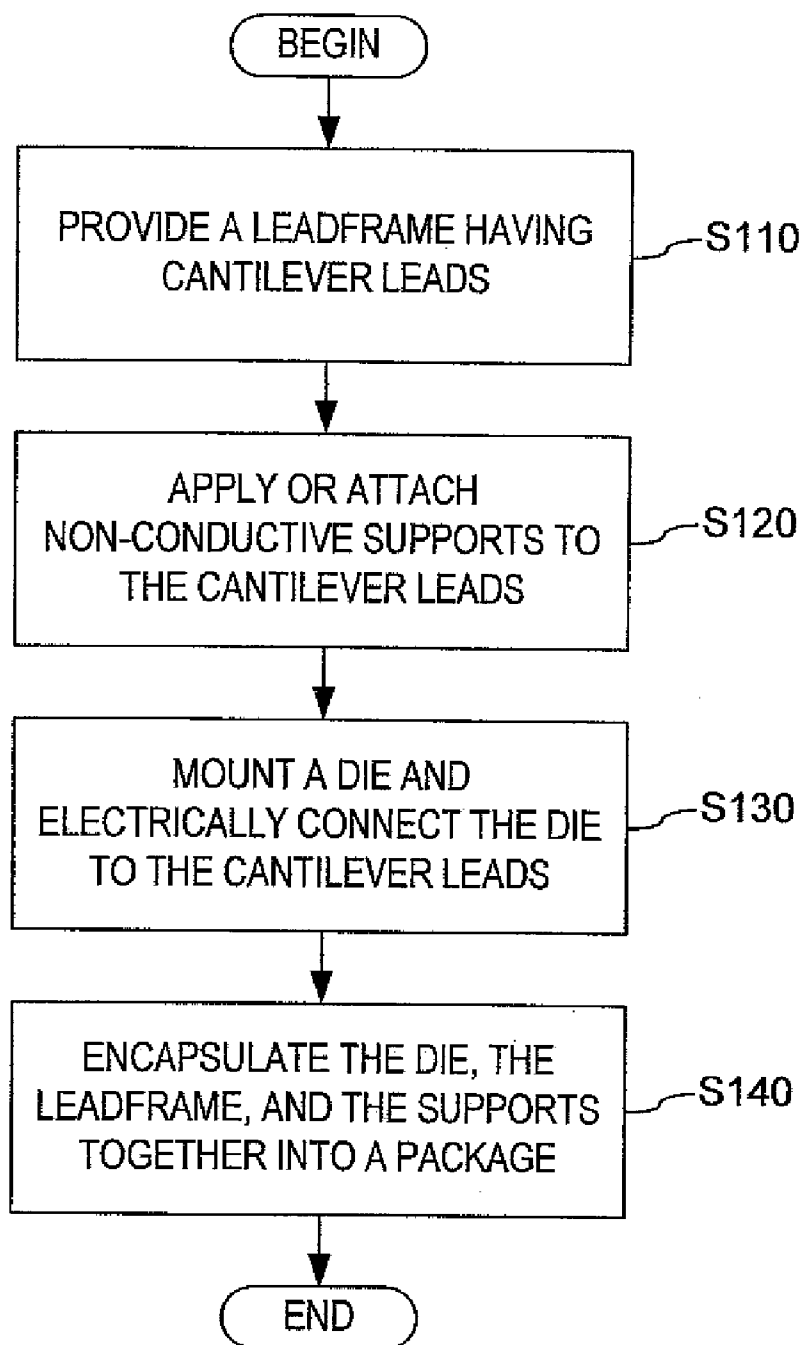 BEGIN
PROVIDE A LEADFRAME HAVING
CANTILEVER LEADS
S110
APPLY OR ATTACH
NON-CONDUCTIVE SUPPORTS TO
THE CANTILEVER LEADS
S120
MOUNT A DIE AND
ELECTRICALLY CONNECT THE DIE
TO THE CANTILEVER LEADS
S130
ENCAPSULATE THE DIE, THE
LEADFRAME, AND THE SUPPORTS
TOGETHER INTO A PACKAGE
S140
END